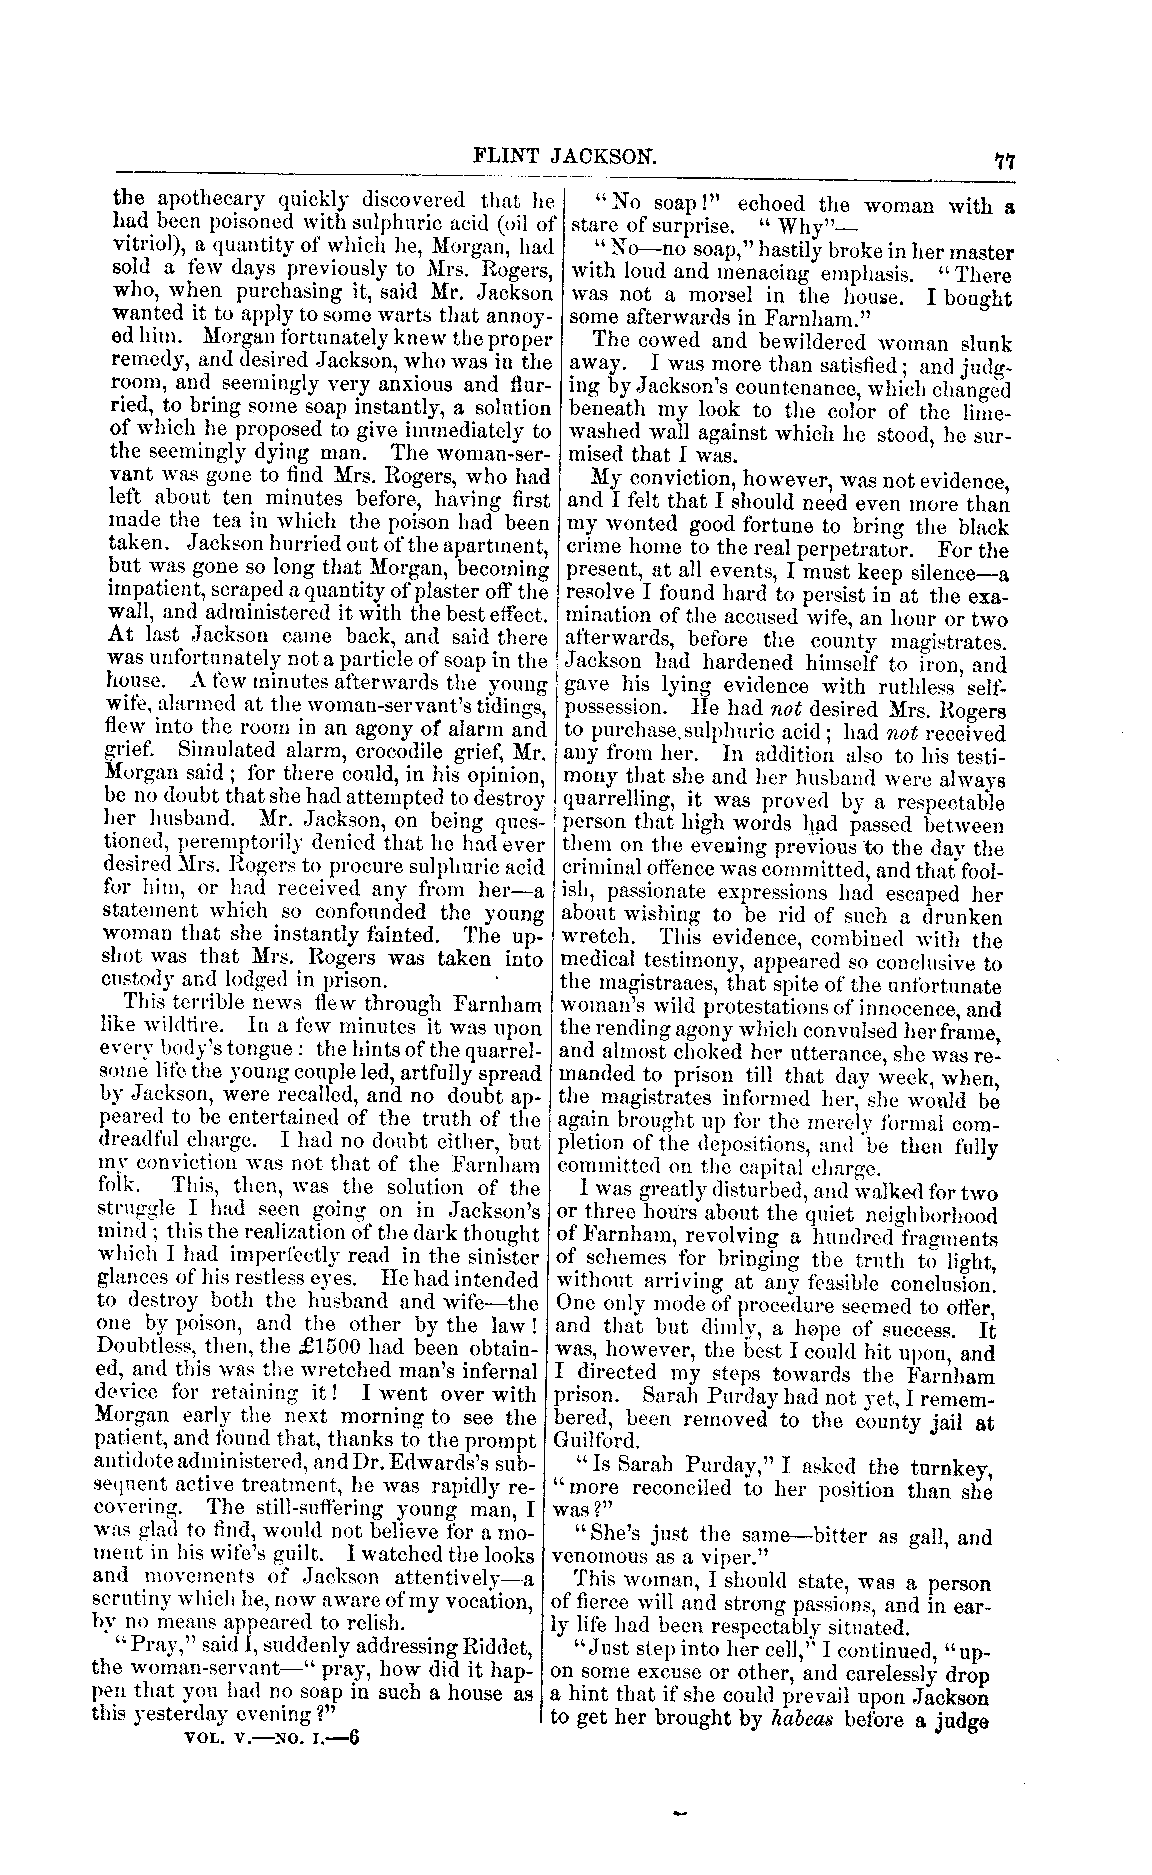 FLINT JACKSON.
77
the apothecary quickly discovered that he
had been poisoned with sulphuric acid (oil of
vitriol), a quantity of which he, Morgan, had
sold a few days previously to Mrs. Rogers,
who, when purchasing it, said Mr. Jackson
wanted it to apply to some warts that annoy-
ed him. Morgan fortunately knew the proper
remedy, and desired Jackson, who was in the
room, and seemingly very anxious and flur-
ried, to bring some soap instantly, a solution
of which he proposed to give immediately to
the seemingly dying man. The woman-ser-
vant was gone to find Mrs. Rogers, who had
left about ten minutes before, having first
made the tea in which the poison had been
taken. Jackson hurried out of the apartment,
but was gone so long that Morgan, becoming
impatient, scraped a quantity of plaster off the
wall, and administered it with the best effect.
At last Jackson came back, and said there
was unfortunately not a particle of soap in the
house. A few minutes afterwards the young
wife, alarmed at the woman-servant's tidings,
flew into the room in an agony of alarm and
grief. Simulated alarm, crocodile grief, Mr.
Morgan said; for there could, in his opinion,
be no doubt that she had attempted to destroy
her husband. Mr. Jackson, on being ques-
tioned, peremptorily denied that he had ever
desired Mrs. Rogers to procure sulphuric acid
for him, or had received any from her—a
statement which so confounded the young
woman that she instantly fainted. The up-
shot was that Mrs. Rogers was taken into
custody and lodged in prison.
This terrible news flew through Farnham
like wildfire. In a few minutes it was upon
every body's tongue: the hints of the quarrel-
some life the young couple led, artfully spread
by Jackson, were recalled, and no doubt ap-
peared to be entertained of the truth of the
dreadful charge. I had no doubt either, but
my conviction was not that of the Farnham
folk. This, then, was the solution of the
struggle I had seen going on in Jackson's
mind; this the realization of the dark thought
which I had imperfectly read in the sinister
glances of his restless eyes. He had intended
to destroy both the husband and wife—the
one by poison, and the other by the law!
Doubtless, then, the £1500 had been obtain-
ed, and this was the wretched man's infernal
device for retaining it! I went over with
Morgan early the next morning to see the
patient, and found that, thanks to the prompt
antidote administered, and Dr. Edwards's sub-
sequent active treatment, he was rapidly re-
covering. The still-suffering young man, I
was glad to find, would not believe for a mo-
ment in his wife's guilt. I watched the looks
and movements of Jackson attentively—a
scrutiny which he, now aware of my vocation,
by no means appeared to relish.
"Pray," said I, suddenly addressing Riddet,
the woman-servant—"pray, how did it hap-
pen that you had no soap in such a house as
this yesterday evening?"
VOL. V.—NO. I.—6
"No soap!" echoed the woman with a
stare of surprise. "Why"—
"No—no soap," hastily broke in her master
with loud and menacing emphasis. "There
was not a morsel in the house. I bought
some afterwards in Farnham."
The cowed and bewildered woman slunk
away. I was more than satisfied; and judg-
ing by Jackson's countenance, which changed
beneath my look to the color of the lime-
washed wall against which he stood, he sur-
mised that I was.
My conviction, however, was not evidence,
and I felt that I should need even more than
my wonted good fortune to bring the black
crime home to the real perpetrator. For the
present, at all events, I must keep silence—a
resolve I found hard to persist in at the exa-
mination of the accused wife, an hour or two
afterwards, before the county magistrates.
Jackson had hardened himself to iron, and
gave his lying evidence with ruthless self-
possession. He had not desired Mrs. Rogers
to purchase sulphuric acid; had not received
any from her. In addition also to his testi-
mony that she and her husband were always
quarrelling, it was proved by a respectable
person that high words had passed between
them on the evening previous to the day the
criminal offence was committed, and that fool-
ish, passionate expressions had escaped her
about wishing to be rid of such a drunken
wretch. This evidence, combined with the
medical testimony, appeared so conclusive to
the magistraaes, that spite of the unfortunate
woman's wild protestations of innocence, and
the rending agony which convulsed her frame,
and almost choked her utterance, she was re-
manded to prison till that day week, when,
the magistrates informed her, she would be
again brought up for the merely formal com-
pletion of the depositions, and be then fully
committed on the capital charge.
I was greatly disturbed, and walked for two
or three hours about the quiet neighborhood
of Farnham, revolving a hundred fragments
of schemes for bringing the truth to light,
without arriving at any feasible conclusion.
One only mode of procedure seemed to offer,
and that but dimly, a hope of success. It
was, however, the best I could hit upon, and
I directed my steps towards the Farnham
prison. Sarah Purday had not yet, I remem-
bered, been removed to the county jail at
Guilford.
"Is Sarah Purday," I asked the turnkey,
"more reconciled to her position than she
was?"
"She's just the same—bitter as gall, and
venomous as a viper."
This woman, I should state, was a person
of fierce will and strong passions, and in ear-
ly life had been respectably situated.
"Just step into her cell," I continued, "up-
on some excuse or other, and carelessly drop
a hint that if she could prevail upon Jackson
to get her brought by habeas before a judge